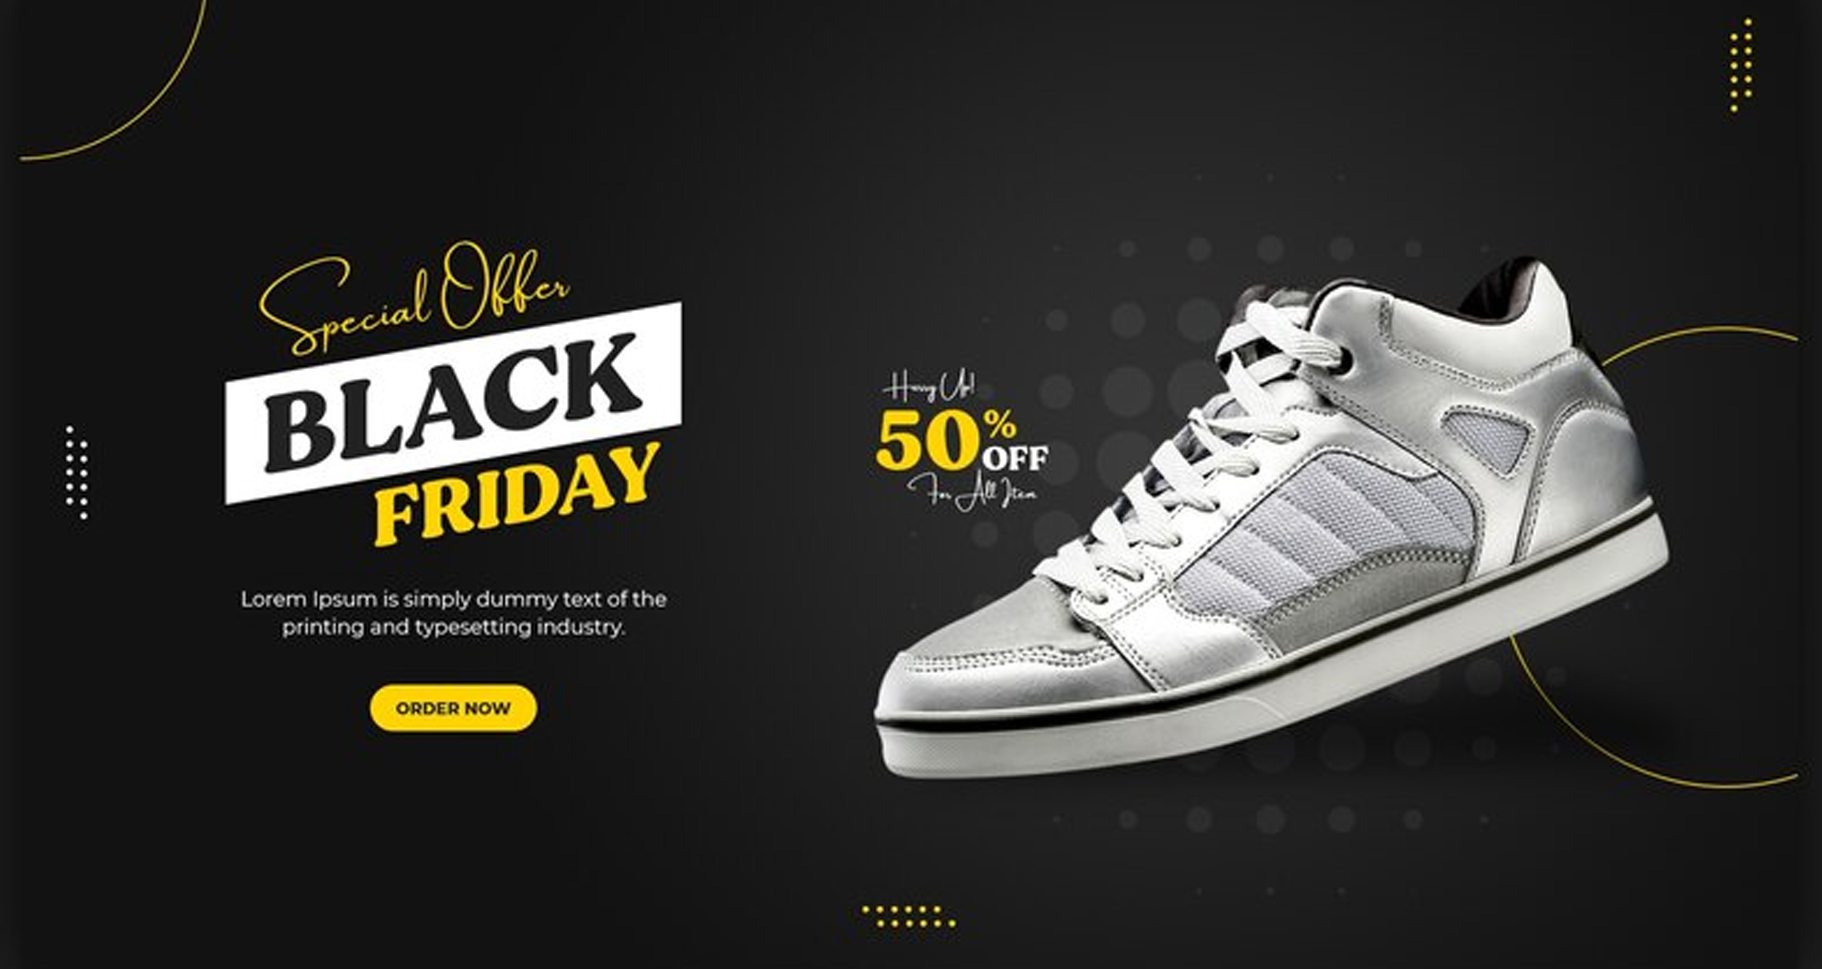 Special Offer
BLACK
FRIDAY
Lorem Ipsum is simply dummy text of the
printing and typesetting industry.
ORDER NOW
Hurry Up!
50%
OFF
For All Item